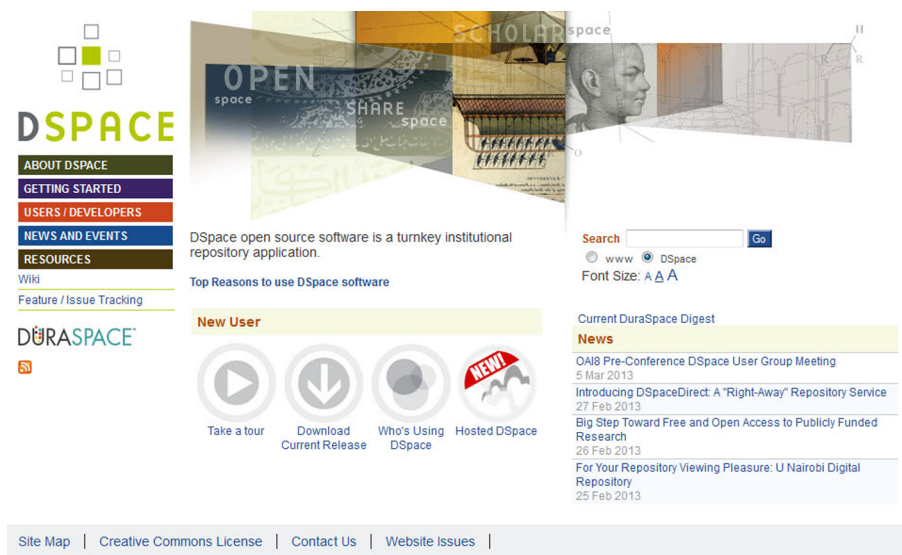 SCHOLAR space
OPEN
space
SHARE
space
H
R
R
O
DSPACE
ABOUT DSPACE
GETTING STARTED
USERS / DEVELOPERS
NEWS AND EVENTS
RESOURCES
Wiki
Feature / Issue Tracking
DURASPACE
DSpace open source software is a turnkey institutional
repository application.
Top Reasons to use DSpace software
Search Go
www DSpace
Font Size: A A A
New User
NEW!
Take a tour
Download
Current Release
Who's Using
DSpace
Hosted DSpace
Current DuraSpace Digest
News
OAI8 Pre-Conference DSpace User Group Meeting
5 Mar 2013
Introducing DSpaceDirect: A "Right-Away" Repository Service
27 Feb 2013
Big Step Toward Free and Open Access to Publicly Funded
Research
26 Feb 2013
For Your Repository Viewing Pleasure: U Nairobi Digital
Repository
25 Feb 2013
Site Map | Creative Commons License | Contact Us | Website Issues |